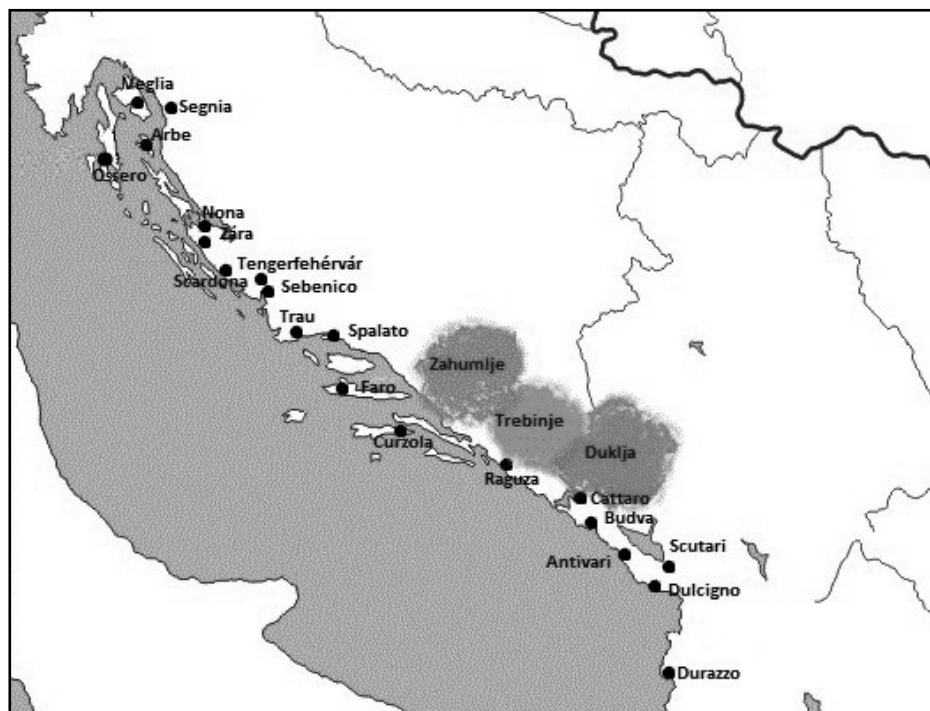 Veglia
Segnia
Arbe
Ossero
Nona
Zára
Tengerfehérvár
Scardona
Sebenico
Trau
Spalato
Zahumlje
Faro
Trebinje
Curzola
Duklja
Raguza
Cattaro
Budva
Scutari
Antivari
Dulcigno
Durazzo